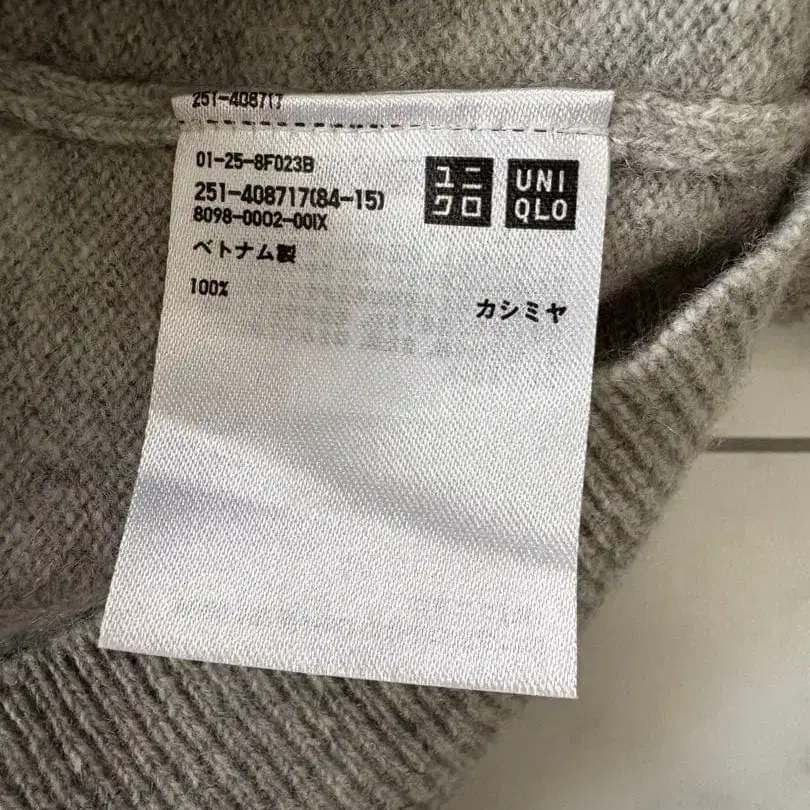 251-408717
01-25-8F023B
251-408717(84-15)
8098-0002-00IX
ベトナム製
100% カシミヤ
ユニ
クロ
UNI
QLO